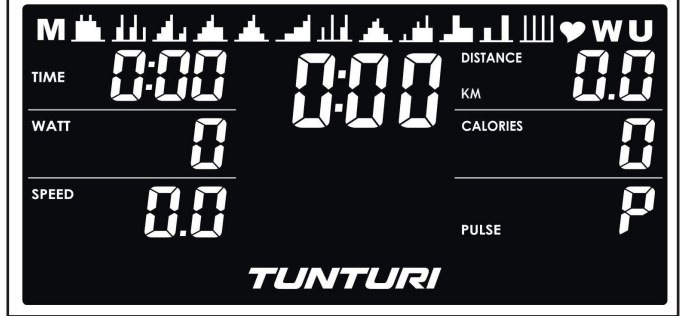 M W U
TIME 0:00 0:00 DISTANCE KM 0.0
WATT 0 CALORIES 0
SPEED 0.0 PULSE P
TUNTURI